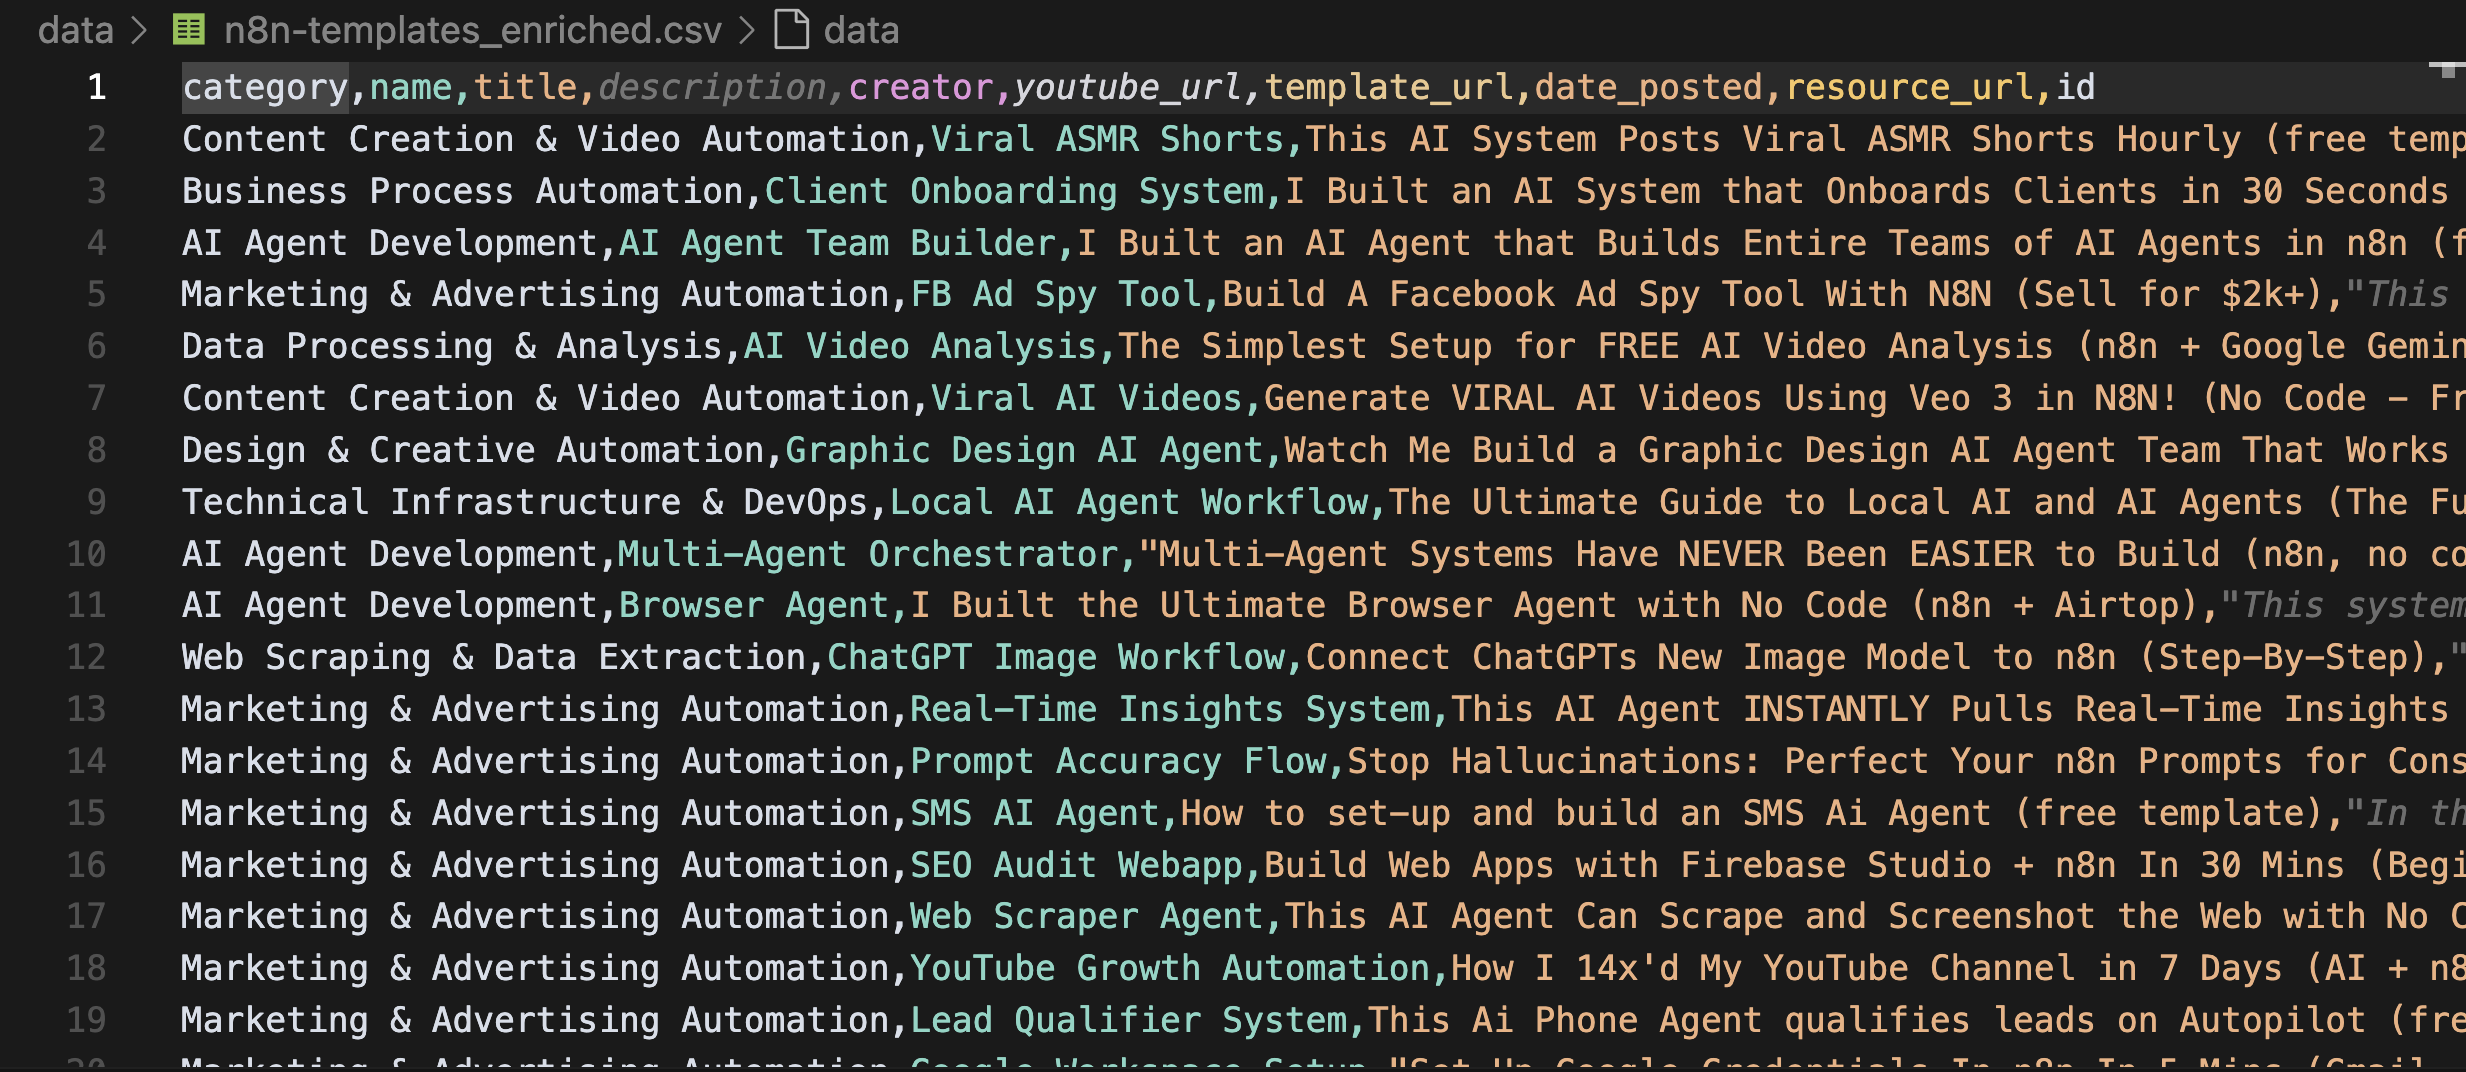 data > n8n-templates_enriched.csv > data
1 category,name,title,description,creator,youtube_url,template_url,date_posted,resource_url,id
2 Content Creation & Video Automation,Viral ASMR Shorts,This AI System Posts Viral ASMR Shorts Hourly (free temp
3 Business Process Automation,Client Onboarding System,I Built an AI System that Onboards Clients in 30 Seconds
4 AI Agent Development,AI Agent Team Builder,I Built an AI Agent that Builds Entire Teams of AI Agents in n8n (f
5 Marketing & Advertising Automation,FB Ad Spy Tool,Build A Facebook Ad Spy Tool With N8N (Sell for $2k+),"This
6 Data Processing & Analysis,AI Video Analysis,The Simplest Setup for FREE AI Video Analysis (n8n + Google Gemin
7 Content Creation & Video Automation,Viral AI Videos,Generate VIRAL AI Videos Using Veo 3 in N8N! (No Code - Fr
8 Design & Creative Automation,Graphic Design AI Agent,Watch Me Build a Graphic Design AI Agent Team That Works
9 Technical Infrastructure & DevOps,Local AI Agent Workflow,The Ultimate Guide to Local AI and AI Agents (The Fu
10 AI Agent Development,Multi-Agent Orchestrator,"Multi-Agent Systems Have NEVER Been EASIER to Build (n8n, no co
11 AI Agent Development,Browser Agent,I Built the Ultimate Browser Agent with No Code (n8n + Airtop),"This system
12 Web Scraping & Data Extraction,ChatGPT Image Workflow,Connect ChatGPTs New Image Model to n8n (Step-By-Step),"
13 Marketing & Advertising Automation,Real-Time Insights System,This AI Agent INSTANTLY Pulls Real-Time Insights
14 Marketing & Advertising Automation,Prompt Accuracy Flow,Stop Hallucinations: Perfect Your n8n Prompts for Cons
15 Marketing & Advertising Automation,SMS AI Agent,How to set-up and build an SMS Ai Agent (free template),"In th
16 Marketing & Advertising Automation,SEO Audit Webapp,Build Web Apps with Firebase Studio + n8n In 30 Mins (Begi
17 Marketing & Advertising Automation,Web Scraper Agent,This AI Agent Can Scrape and Screenshot the Web with No C
18 Marketing & Advertising Automation,YouTube Growth Automation,How I 14x'd My YouTube Channel in 7 Days (AI + n8
19 Marketing & Advertising Automation,Lead Qualifier System,This Ai Phone Agent qualifies leads on Autopilot (fre
20 Marketing & Advertising Automation,Google Workspace Setup,"Set Up Google Credentials In n8n In 5 Mins (Gmail,